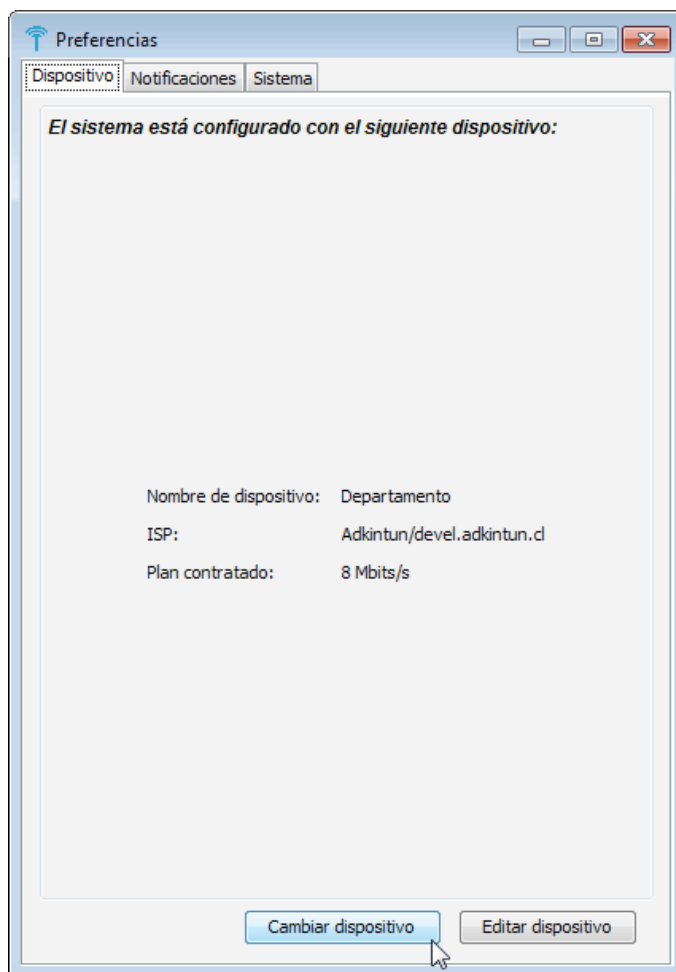 Preferencias
Dispositivo Notificaciones Sistema
El sistema está configurado con el siguiente dispositivo:
Nombre de dispositivo: Departamento
ISP: Adkintun/devel.adkintun.cl
Plan contratado: 8 Mbits/s
Cambiar dispositivo Editar dispositivo